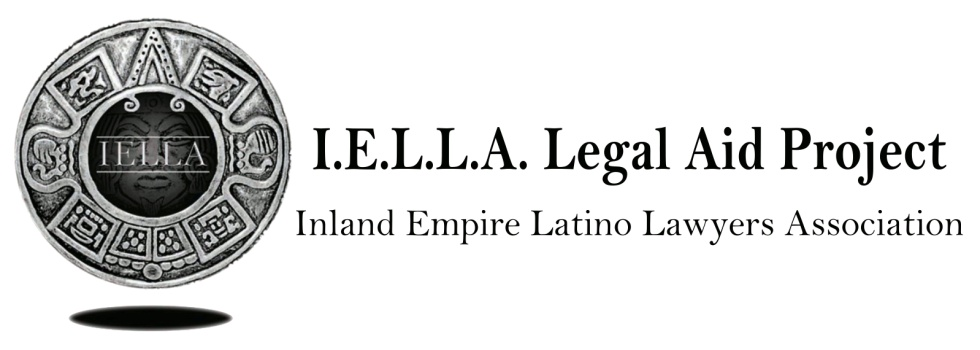 IELLA
I.E.L.L.A. Legal Aid Project
Inland Empire Latino Lawyers Association